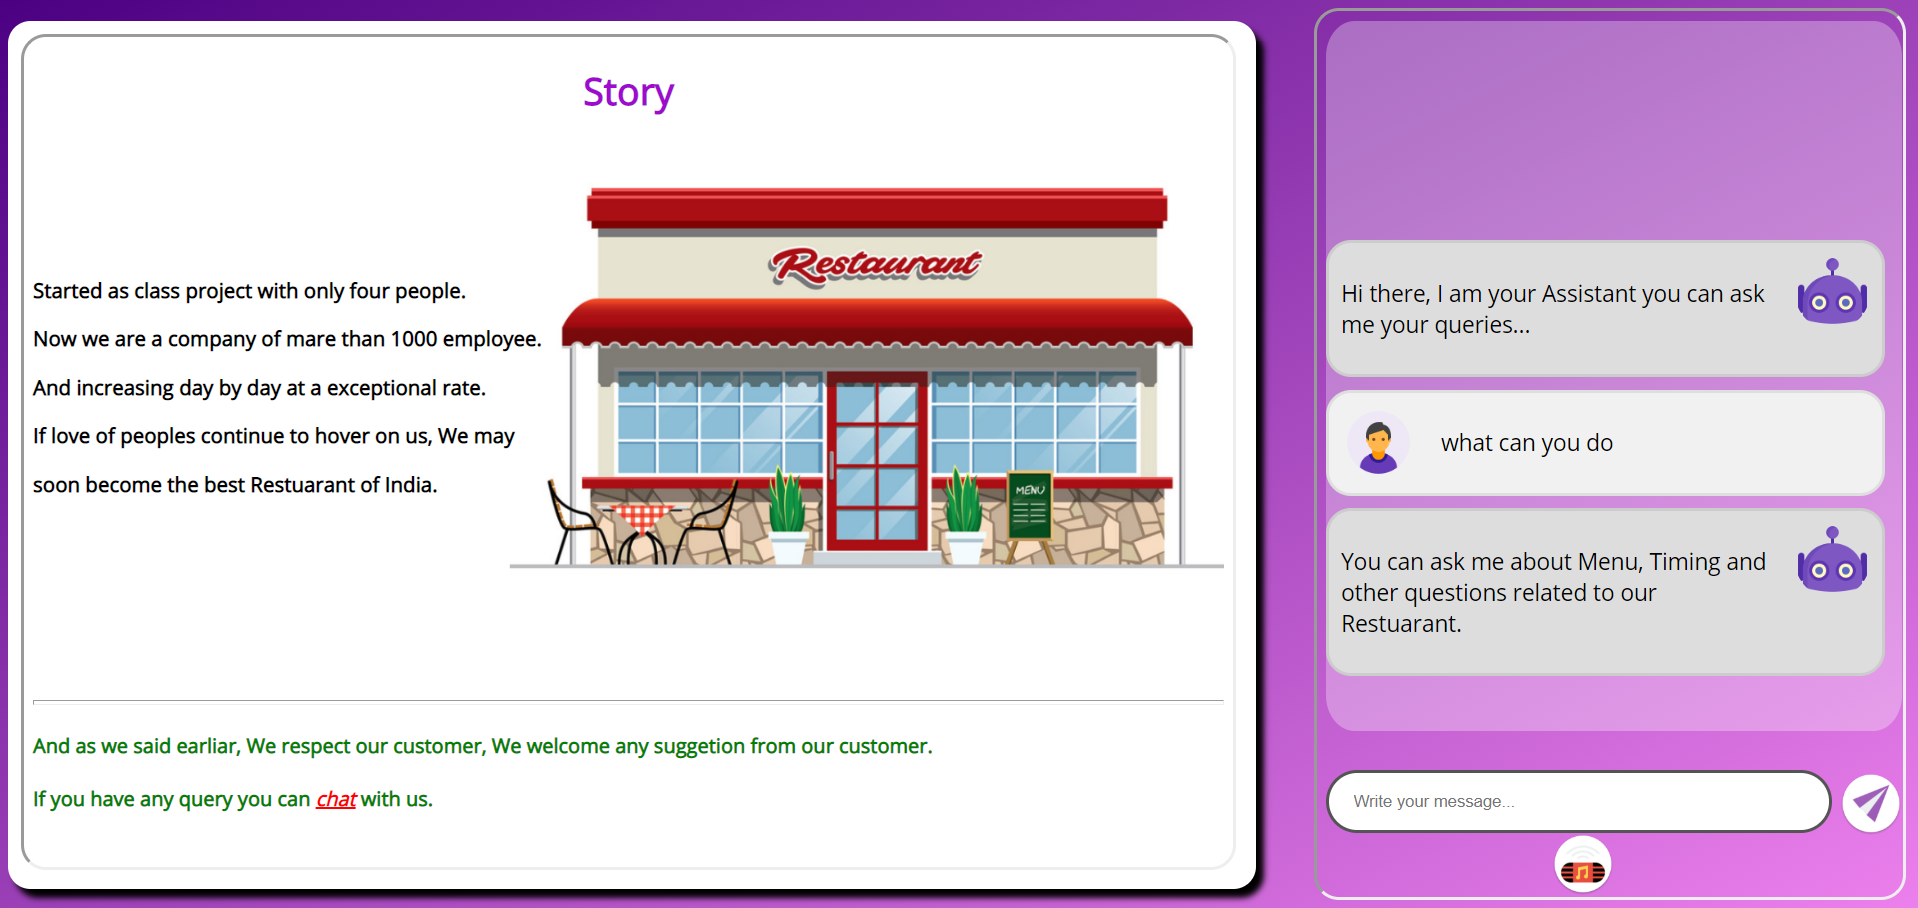 Story
Restaurant
MENU
Started as class project with only four people.
Now we are a company of mare than 1000 employee.
And increasing day by day at a exceptional rate.
If love of peoples continue to hover on us, We may
soon become the best Restuarant of India.
And as we said earliar, We respect our customer, We welcome any suggetion from our customer.
If you have any query you can chat with us.
Hi there, I am your Assistant you can ask
me your queries...
what can you do
You can ask me about Menu, Timing and
other questions related to our
Restuarant.
Write your message...